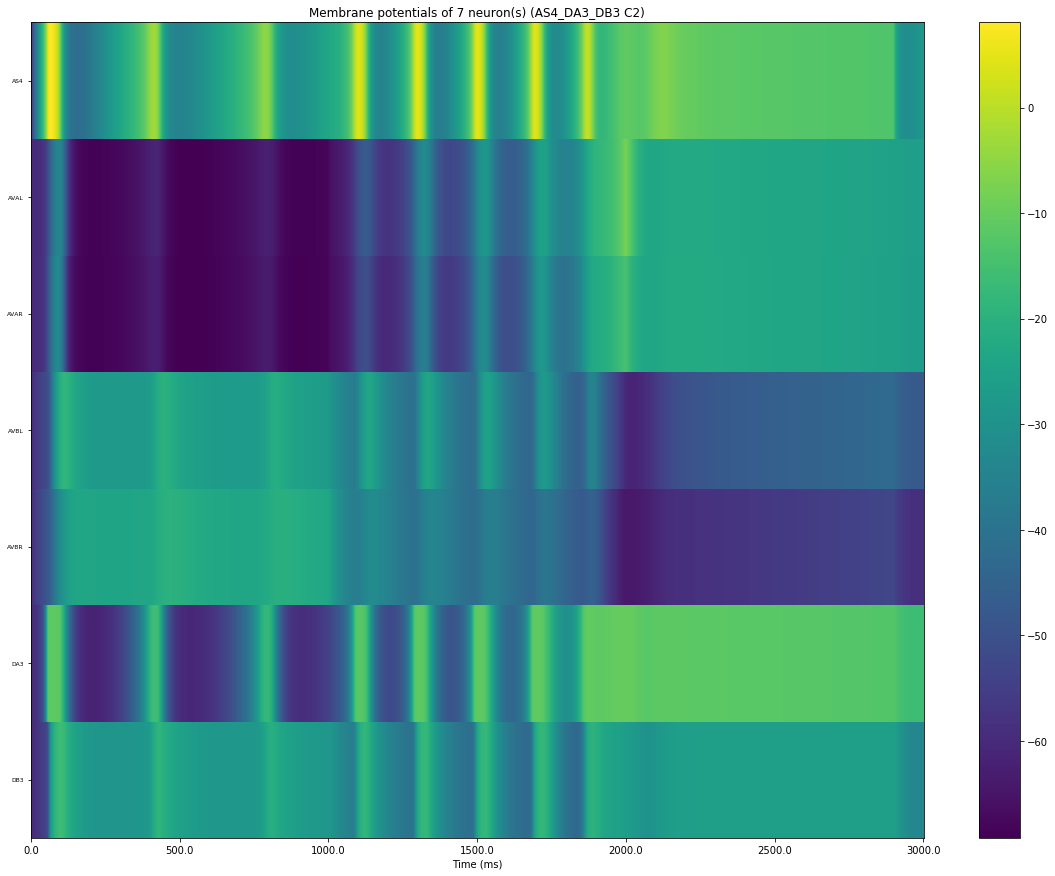 Membrane potentials of 7 neuron(s) (AS4_DA3_DB3 C2)
AS4
AVAL
AVAR
AVBL
AVBR
DA3
DB3
0.0 500.0 1000.0 1500.0 2000.0 2500.0 3000.0
Time (ms)
0
−10
−20
−30
−40
−50
−60